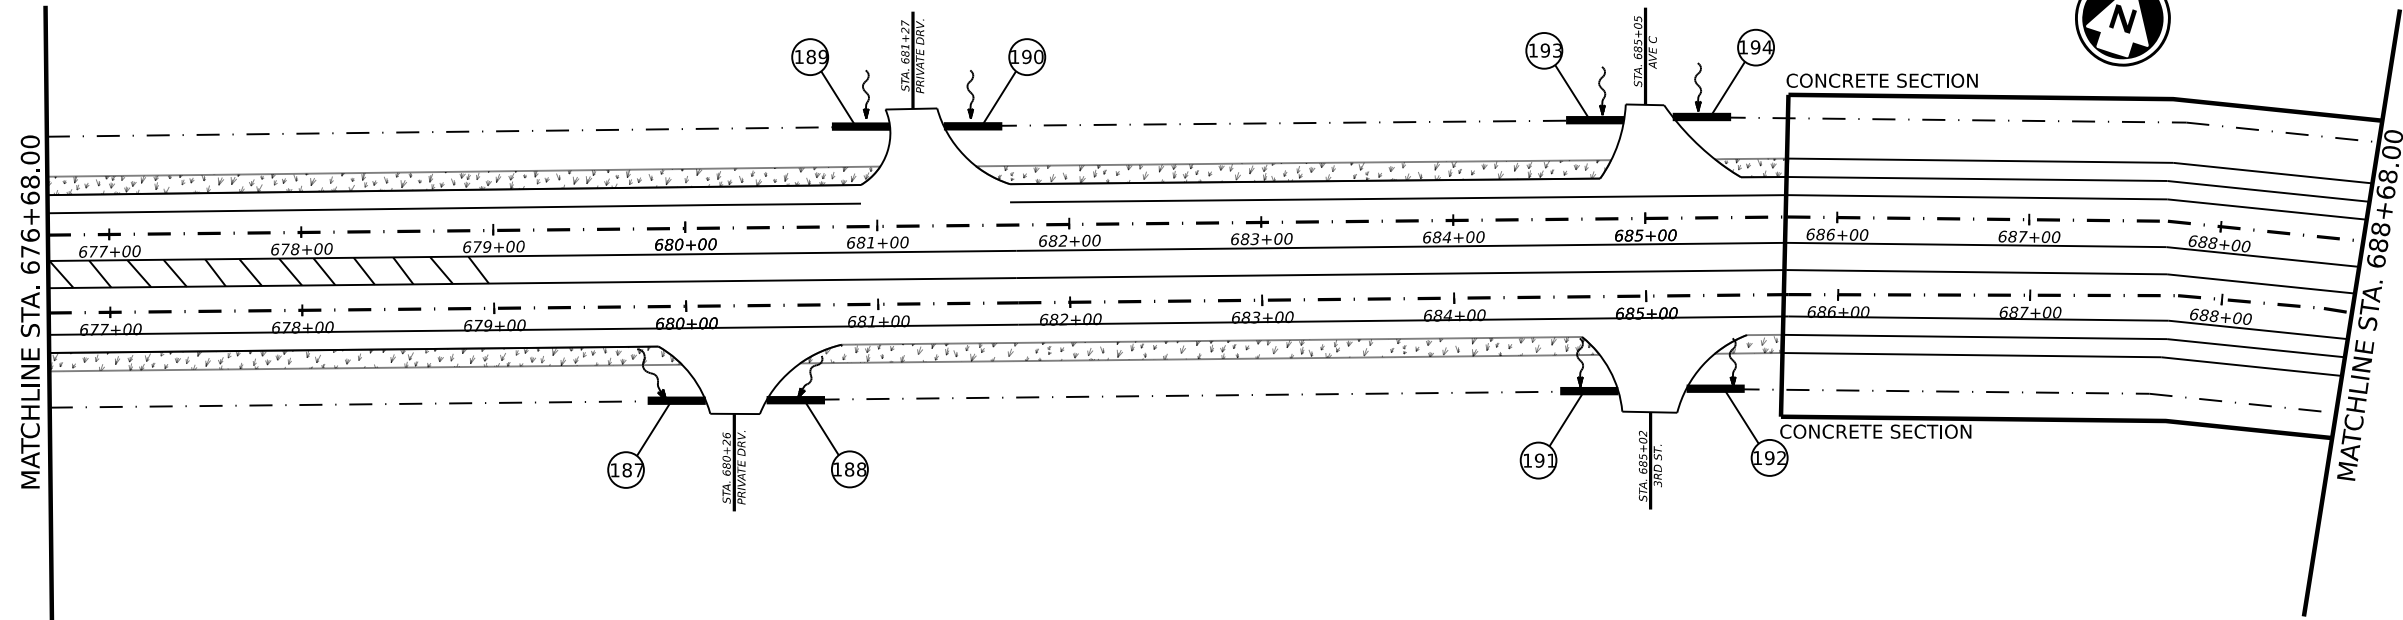 MATCHLINE STA. 676+68.00
189
STA. 681+27
PRIVATE DRV.
190
193
STA. 685+05
AVE C
194
N
CONCRETE SECTION
MATCHLINE STA. 688+68.00
677+00
678+00
679+00
680+00
681+00
682+00
683+00
684+00
685+00
686+00
687+00
688+00
677+00
678+00
679+00
680+00
681+00
682+00
683+00
684+00
685+00
686+00
687+00
688+00
CONCRETE SECTION
187
STA. 680+26
PRIVATE DRV.
188
191
STA. 685+02
3RD ST.
192